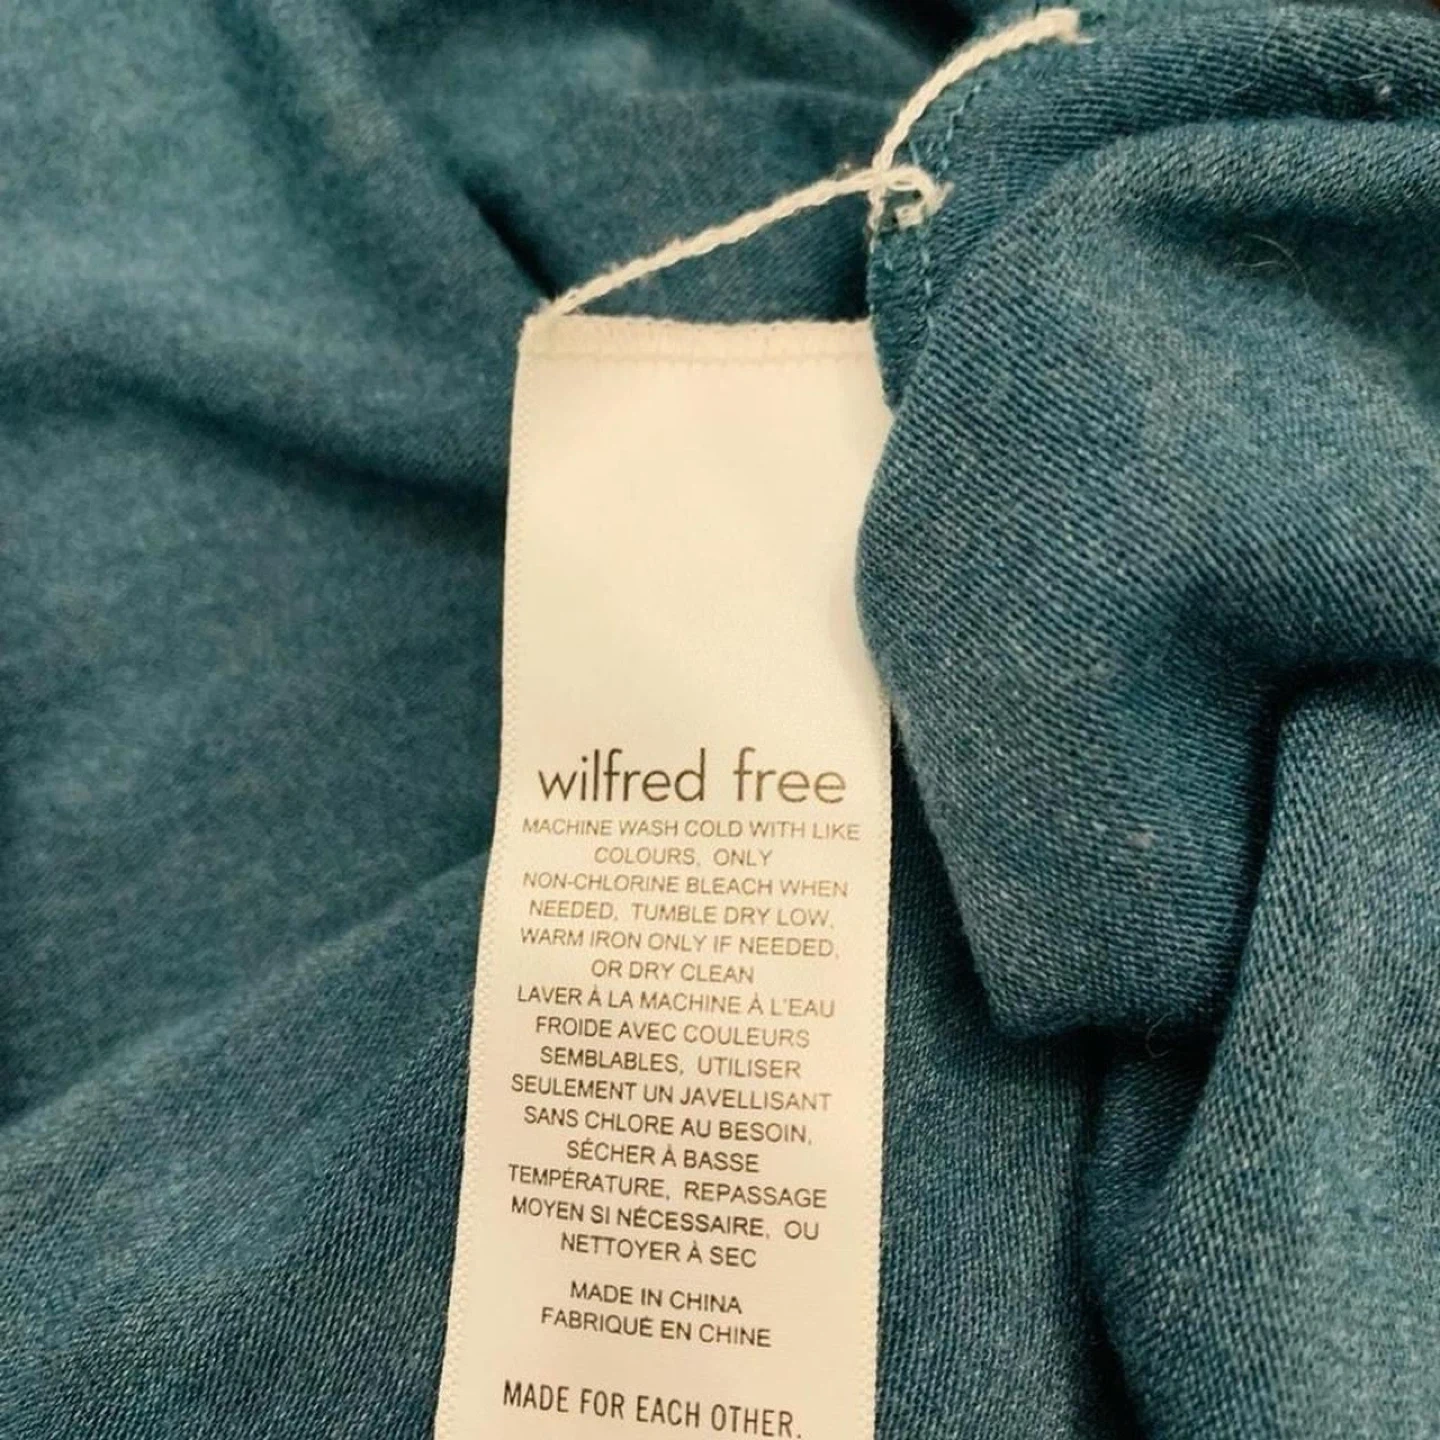 wilfred free
MACHINE WASH COLD WITH LIKE
COLOURS, ONLY
NON-CHLORINE BLEACH WHEN
NEEDED, TUMBLE DRY LOW,
WARM IRON ONLY IF NEEDED,
OR DRY CLEAN
LAVER À LA MACHINE À L'EAU
FROIDE AVEC COULEURS
SEMBLABLES, UTILISER
SEULEMENT UN JAVELLISANT
SANS CHLORE AU BESOIN,
SÉCHER À BASSE
TEMPÉRATURE, REPASSAGE
MOYEN SI NÉCESSAIRE, OU
NETTOYER À SEC
MADE IN CHINA
FABRIQUÉ EN CHINE
MADE FOR EACH OTHER.